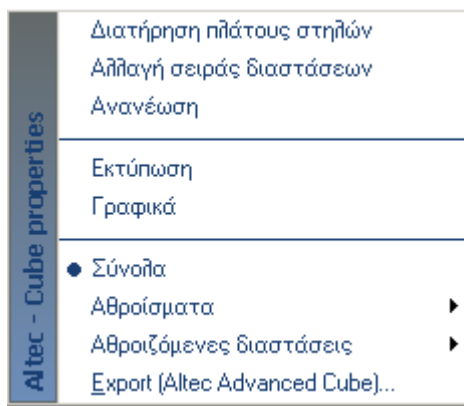 Altec - Cube properties
Διατήρηση πλάτους στηλών
Αλλαγή σειράς διαστάσεων
Ανανέωση
Εκτύπωση
Γραφικά
Σύνολα
Αθροίσματα
Αθροιζόμενες διαστάσεις
Export (Altec Advanced Cube)...